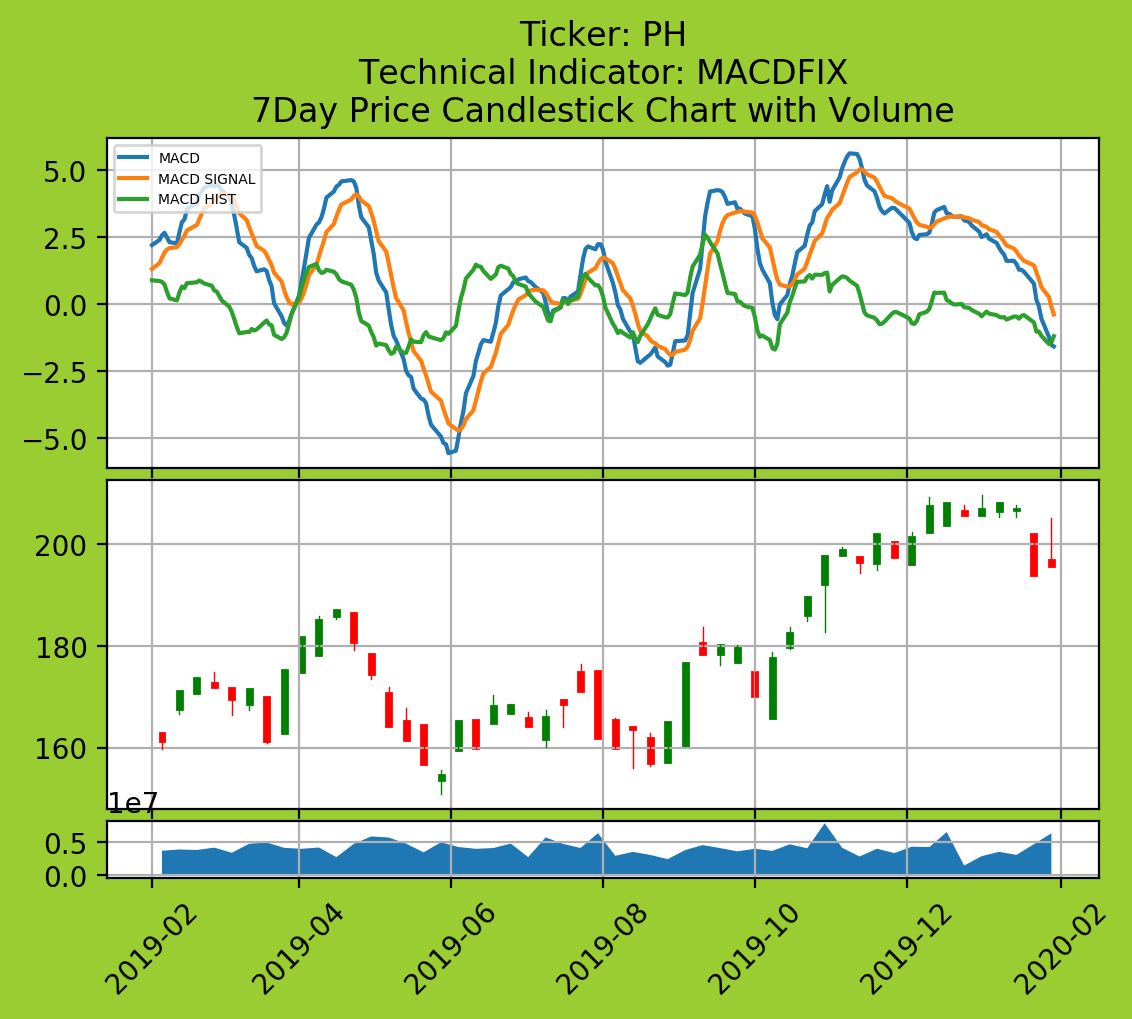 Ticker: PH
Technical Indicator: MACDFIX
7Day Price Candlestick Chart with Volume
MACD
MACD SIGNAL
MACD HIST
5.0
2.5
0.0
−2.5
−5.0
200
180
160
1e7
0.5
0.0
2019-02
2019-04
2019-06
2019-08
2019-10
2019-12
2020-02